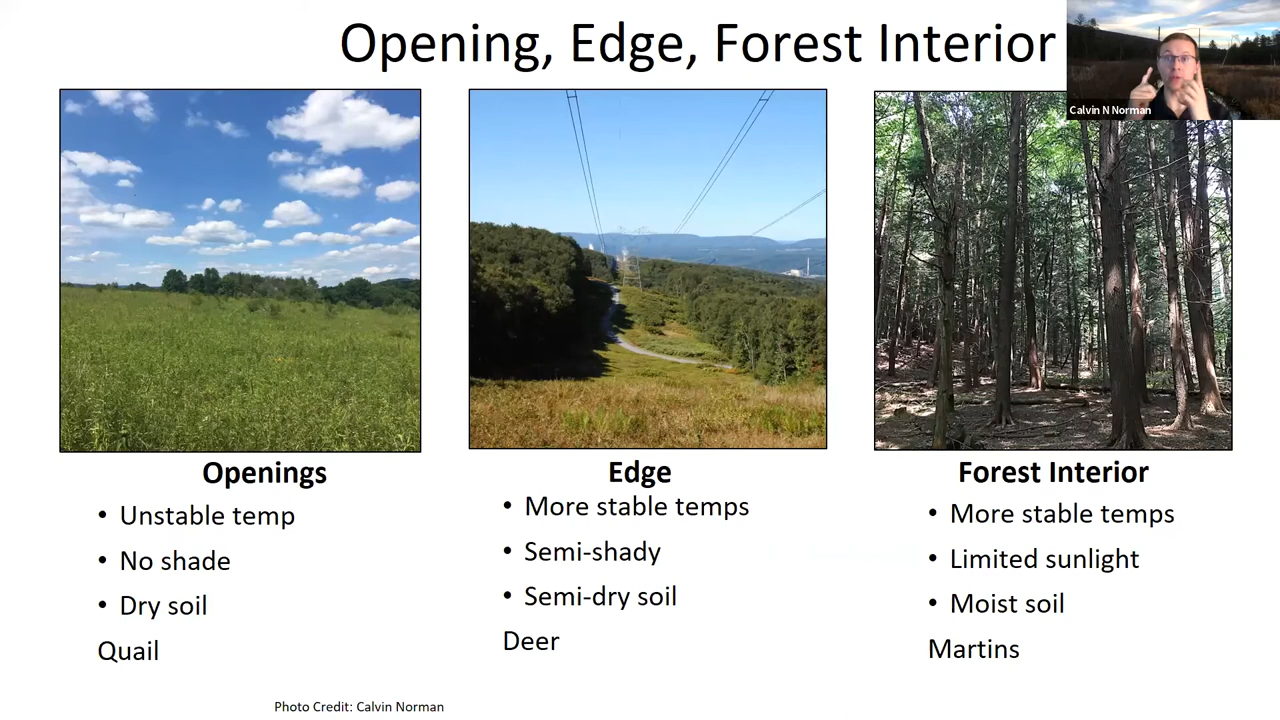 Opening, Edge, Forest Interior
Calvin N Norman
Openings
• Unstable temp
• No shade
• Dry soil
Quail
Edge
• More stable temps
• Semi-shady
• Semi-dry soil
Deer
Forest Interior
• More stable temps
• Limited sunlight
• Moist soil
Martins
Photo Credit: Calvin Norman